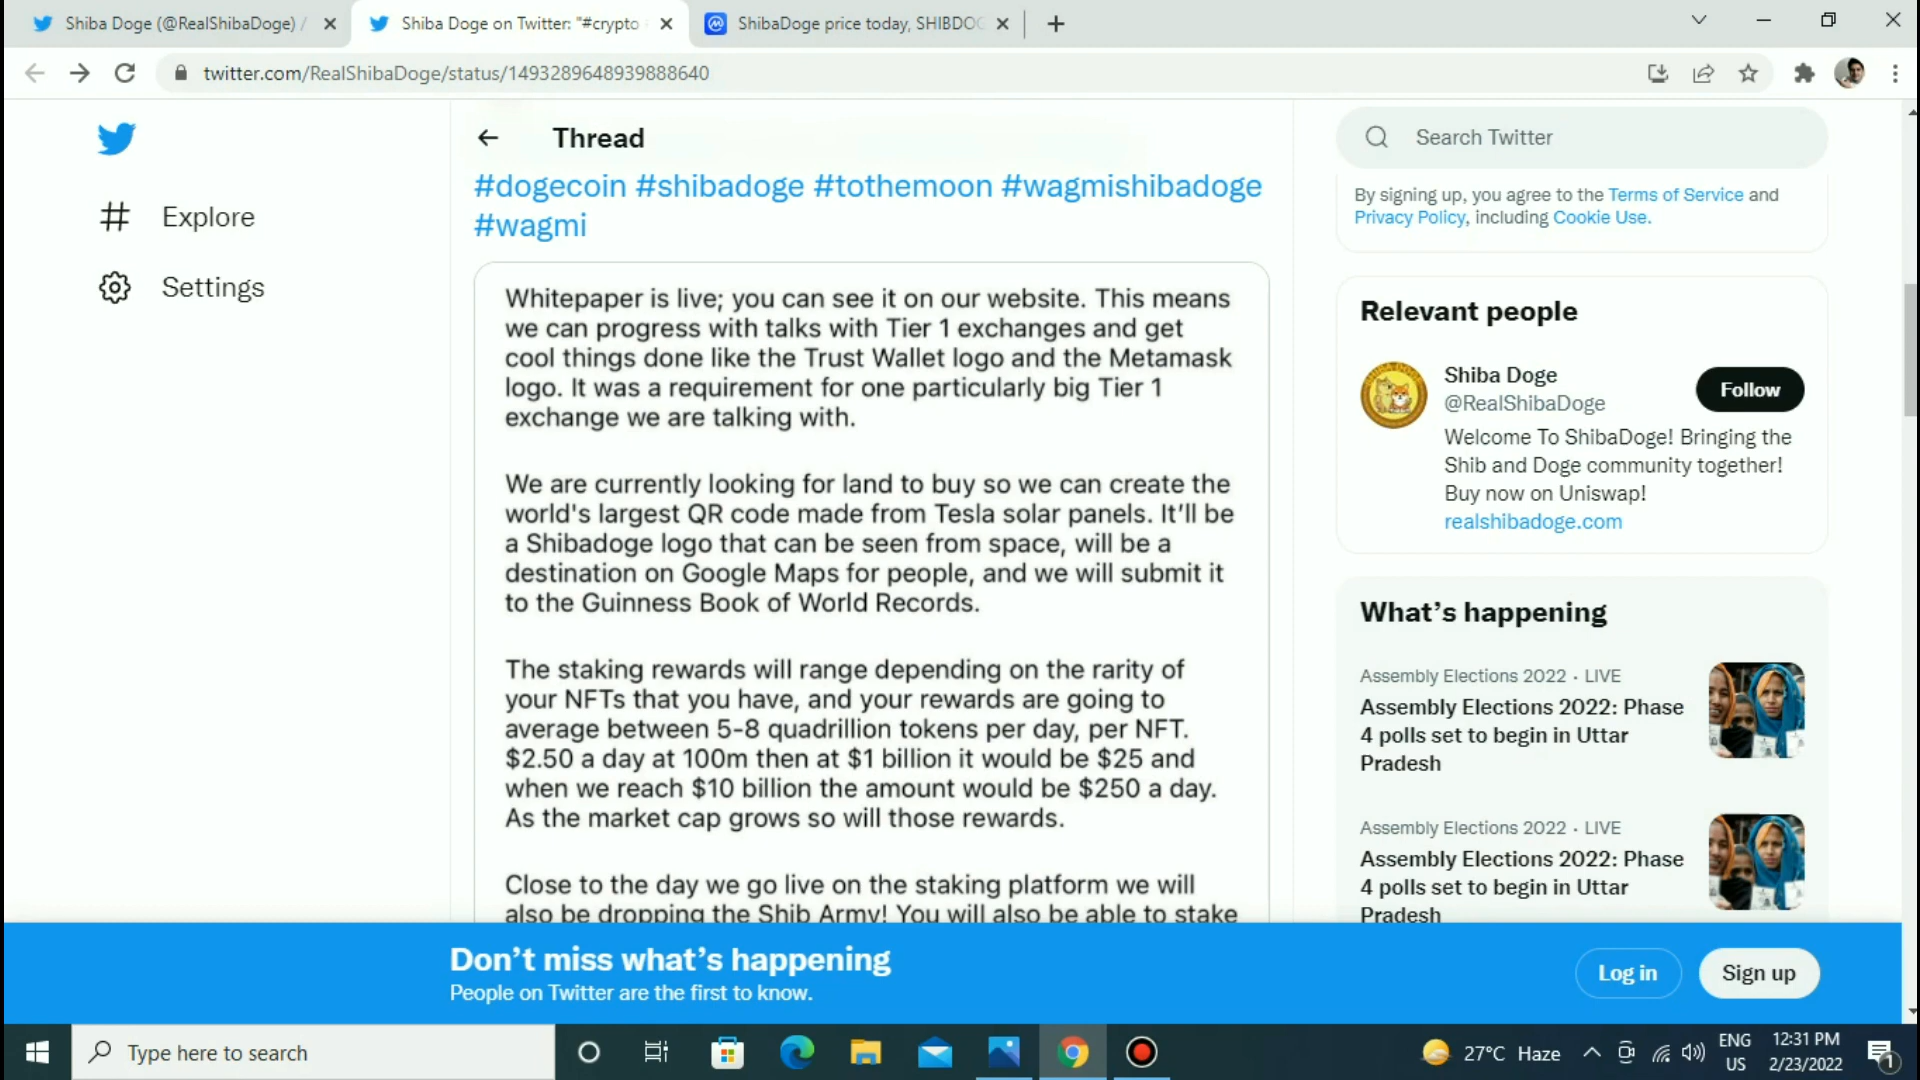 Shiba Doge (@RealShibaDoge) /
Shiba Doge on Twitter: "#crypto
ShibaDoge price today, SHIBDOG
twitter.com/RealShibaDoge/status/1493289648939888640
Explore
Settings
Thread
#dogecoin #shibadoge #tothemoon #wagmishibadoge
#wagmi
Whitepaper is live; you can see it on our website. This means
we can progress with talks with Tier 1 exchanges and get
cool things done like the Trust Wallet logo and the Metamask
logo. It was a requirement for one particularly big Tier 1
exchange we are talking with.
We are currently looking for land to buy so we can create the
world's largest QR code made from Tesla solar panels. It’ll be
a Shibadoge logo that can be seen from space, will be a
destination on Google Maps for people, and we will submit it
to the Guinness Book of World Records.
The staking rewards will range depending on the rarity of
your NFTs that you have, and your rewards are going to
average between 5-8 quadrillion tokens per day, per NFT.
$2.50 a day at 100m then at $1 billion it would be $25 and
when we reach $10 billion the amount would be $250 a day.
As the market cap grows so will those rewards.
Close to the day we go live on the staking platform we will
also be dropping the Shib Army! You will also be able to stake
Search Twitter
By signing up, you agree to the Terms of Service and
Privacy Policy, including Cookie Use.
Relevant people
Shiba Doge
@RealShibaDoge
Follow
Welcome To ShibaDoge! Bringing the
Shib and Doge community together!
Buy now on Uniswap!
realshibadoge.com
What’s happening
Assembly Elections 2022 · LIVE
Assembly Elections 2022: Phase
4 polls set to begin in Uttar
Pradesh
Assembly Elections 2022 · LIVE
Assembly Elections 2022: Phase
4 polls set to begin in Uttar
Pradesh
Don’t miss what’s happening
People on Twitter are the first to know.
Log in
Sign up
Type here to search
27°C Haze
ENG
US
12:31 PM
2/23/2022
1